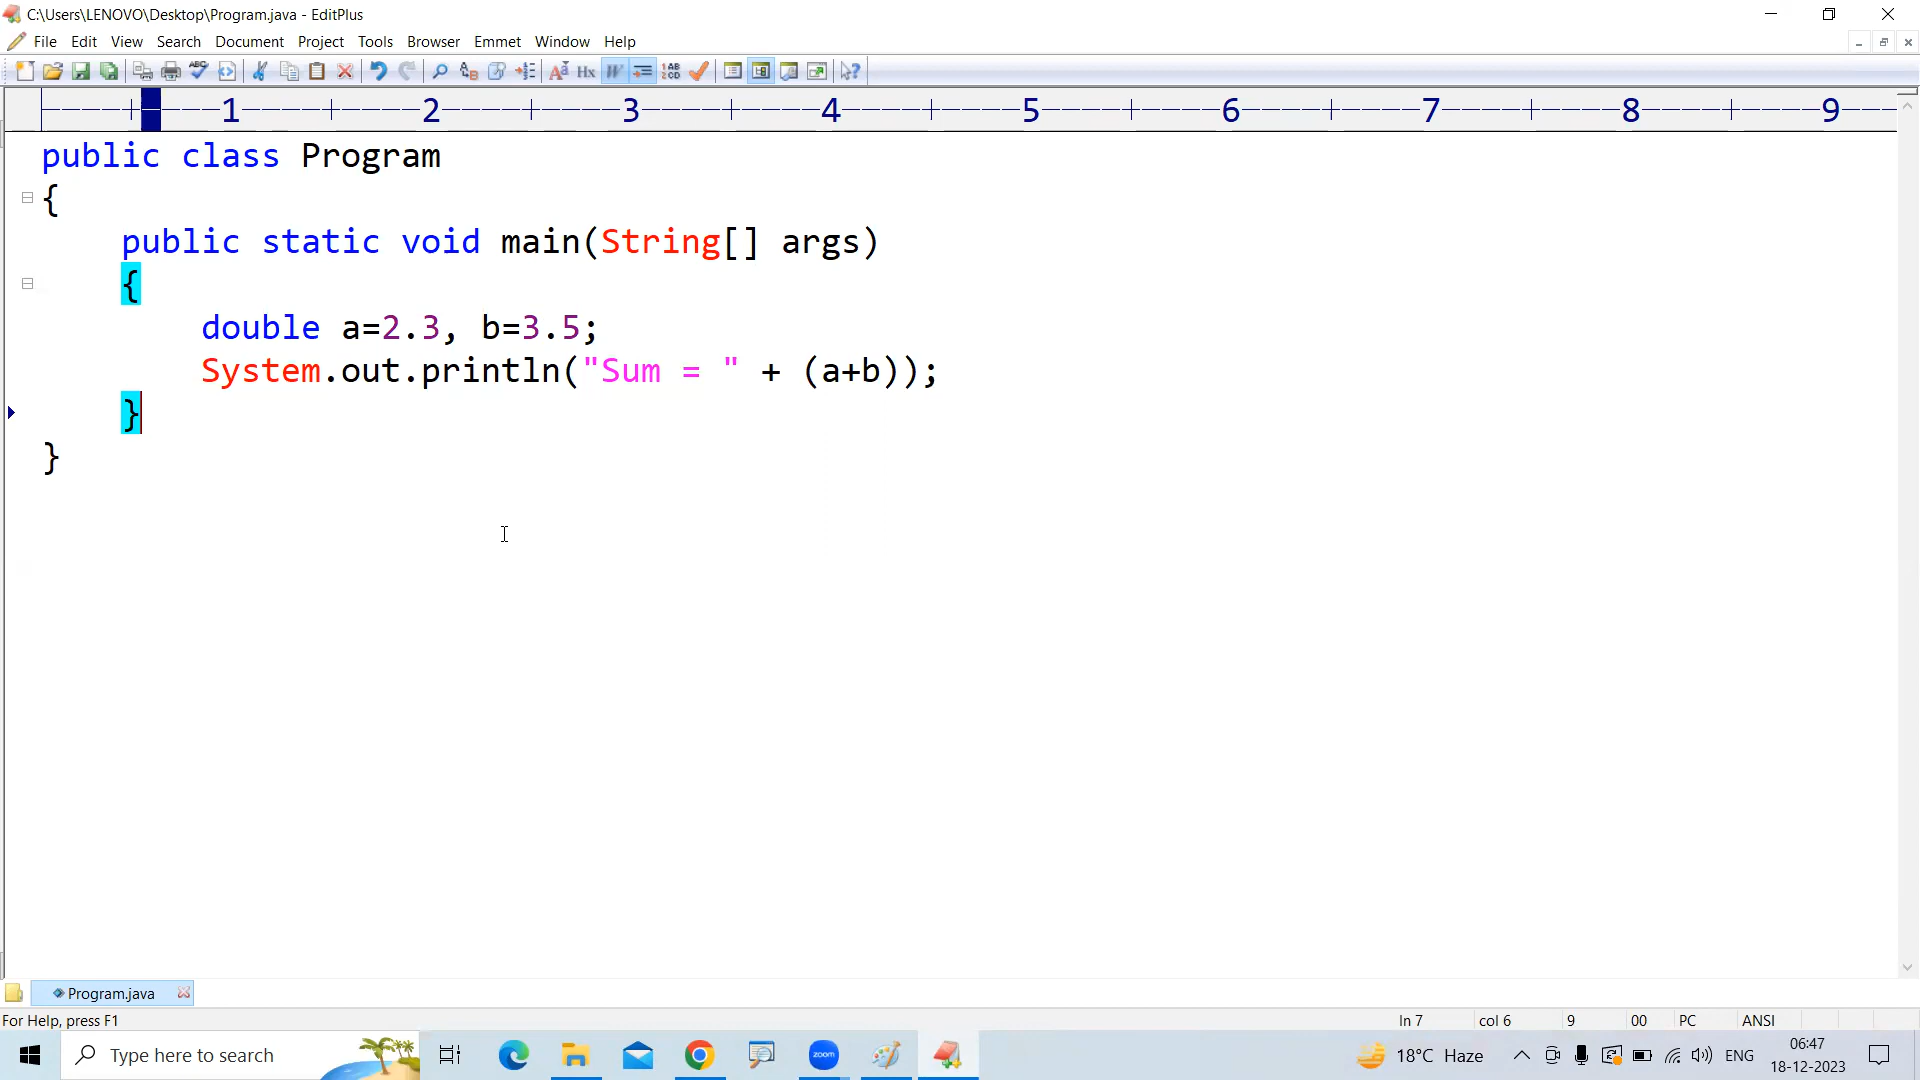 C:\Users\LENOVO\Desktop\Program.java - EditPlus
File Edit View Search Document Project Tools Browser Emmet Window Help
1 2 3 4 5 6 7 8 9
public class Program
{
public static void main(String[] args)
{
double a=2.3, b=3.5;
System.out.println("Sum = " + (a+b));
}
}
Program.java
For Help, press F1 ln 7 col 6 9 00 PC ANSI
Type here to search zoom 18°C Haze ENG 06:47
18-12-2023